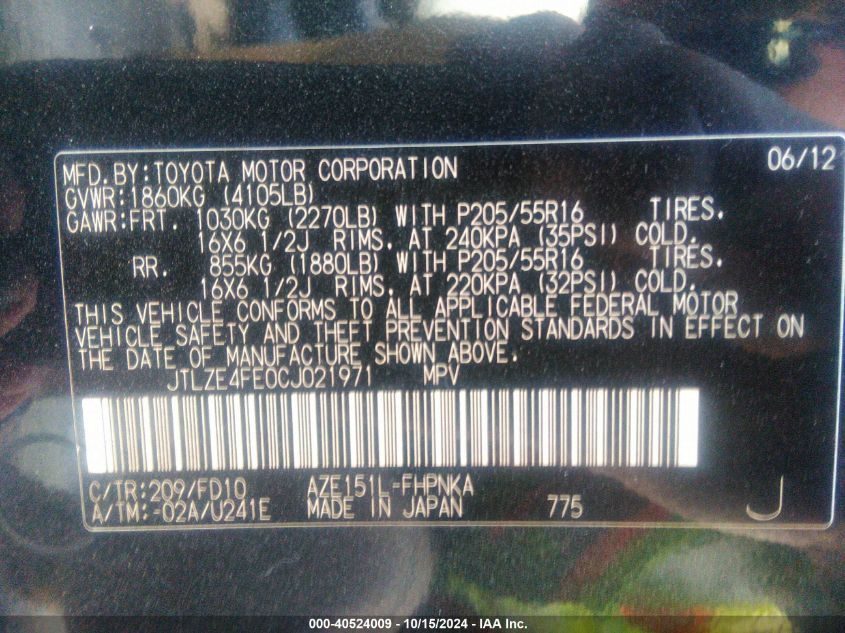 MFD.BY:TOYOTA MOTOR CORPORATION 06/12
GVWR:1860KG (4105LB)
GAWR:FRT. 1030KG (2270LB) WITH P205/55R16 TIRES.
16X6 1/2J RIMS. AT 240KPA (35PSI) COLD.
RR. 855KG (1880LB) WITH P205/55R16 TIRES.
16X6 1/2J RIMS. AT 220KPA (32PSI) COLD.
THIS VEHICLE CONFORMS TO ALL APPLICABLE FEDERAL MOTOR
VEHICLE SAFETY AND THEFT PREVENTION STANDARDS IN EFFECT ON
THE DATE OF MANUFACTURE SHOWN ABOVE.
JTLZE4FE0CJ021971 MPV
C/TR:209/FD10 AZE151L-FHPNKA
A/TM:-02A/U241E MADE IN JAPAN 775 J
000-40524009 - 10/15/2024 - IAA Inc.